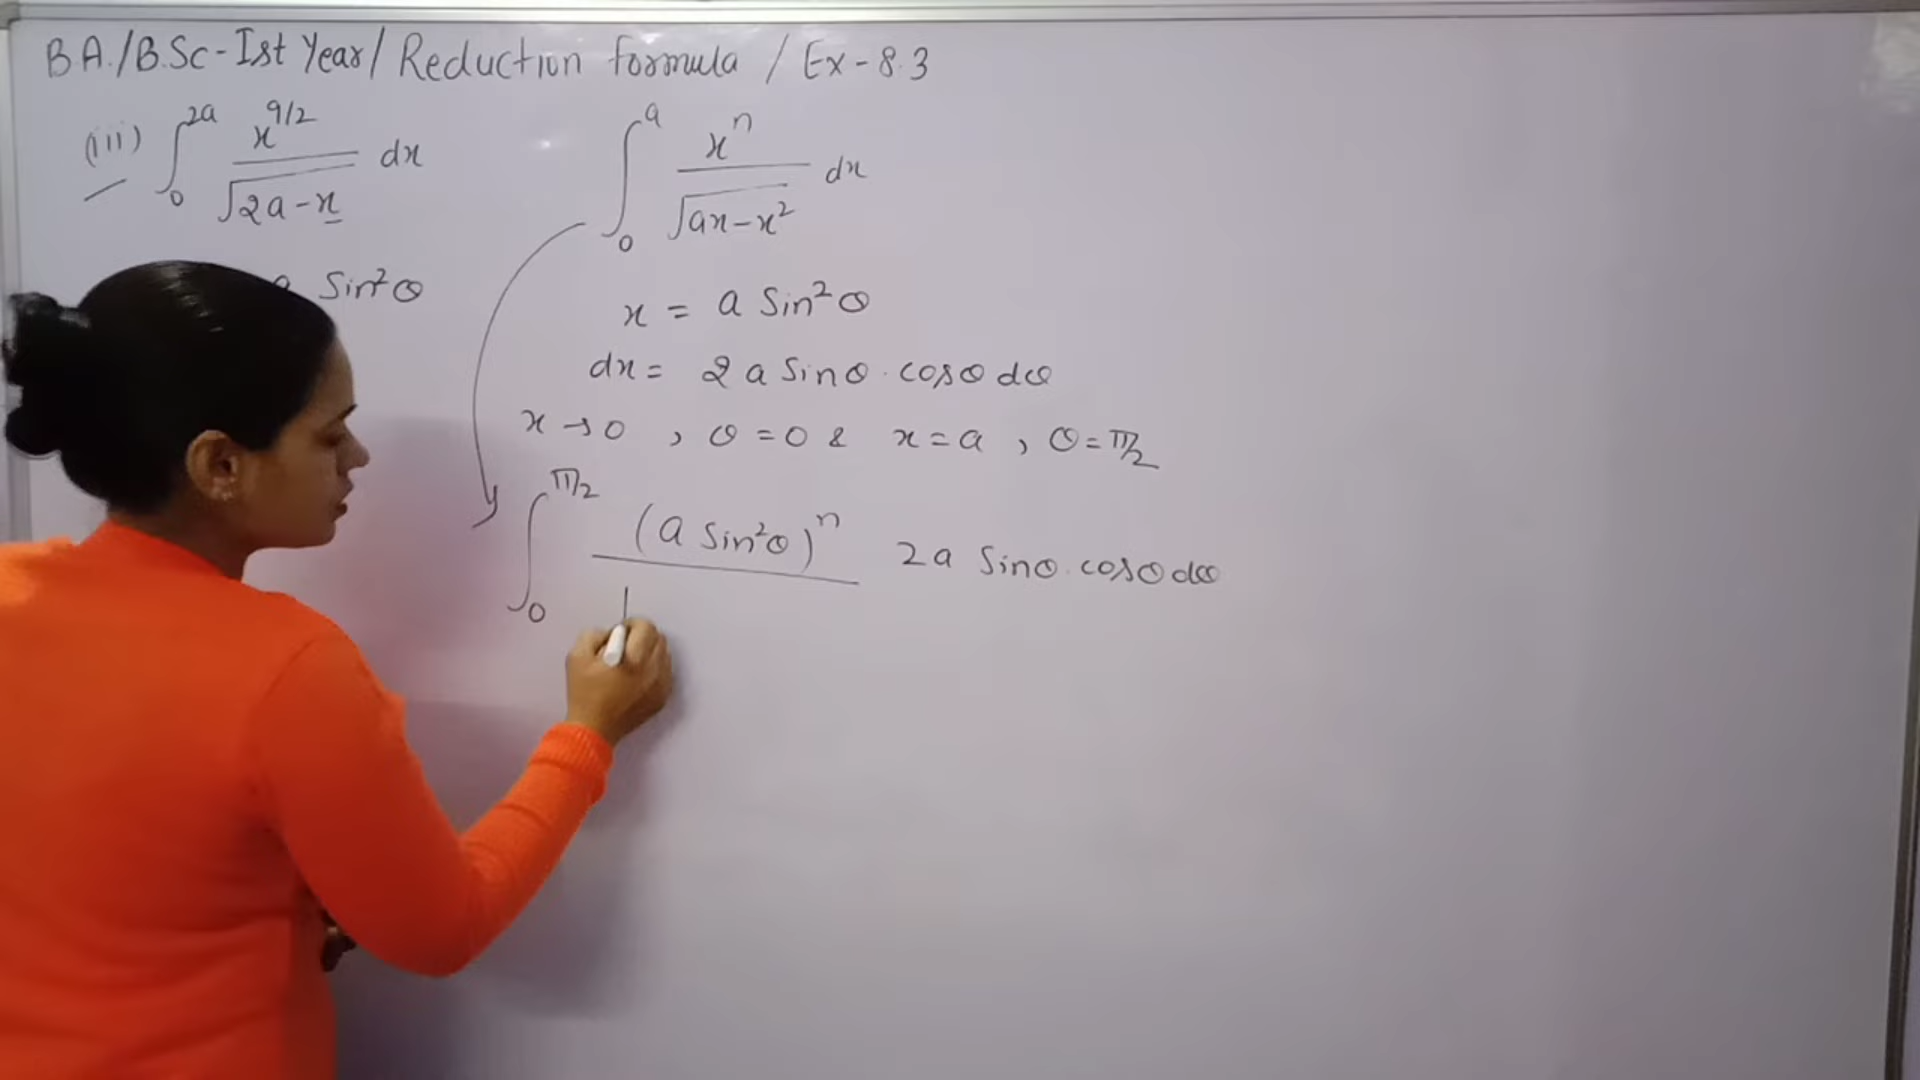 BA./B.Sc - Ist Year / Reduction formula / Ex - 8.3
(iii) ∫₀^2a x^9/2 / √2a-x dx
Sin²θ
∫₀^a x^n / √ax-x² dx
x = a Sin²θ
dx = 2a Sinθ.cosθ dθ
x→0 , θ=0 & x=a , θ=π/2
∫₀^π/2 (a Sin²θ)^n 2a Sinθ.cosθ dθ